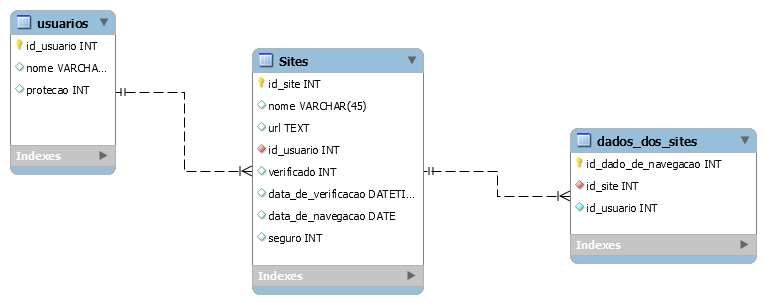 usuarios
id_usuario INT
nome VARCHA...
protecao INT
Indexes
Sites
id_site INT
nome VARCHAR(45)
url TEXT
id_usuario INT
verificado INT
data_de_verificacao DATETI...
data_de_navegacao DATE
seguro INT
Indexes
dados_dos_sites
id_dado_de_navegacao INT
id_site INT
id_usuario INT
Indexes